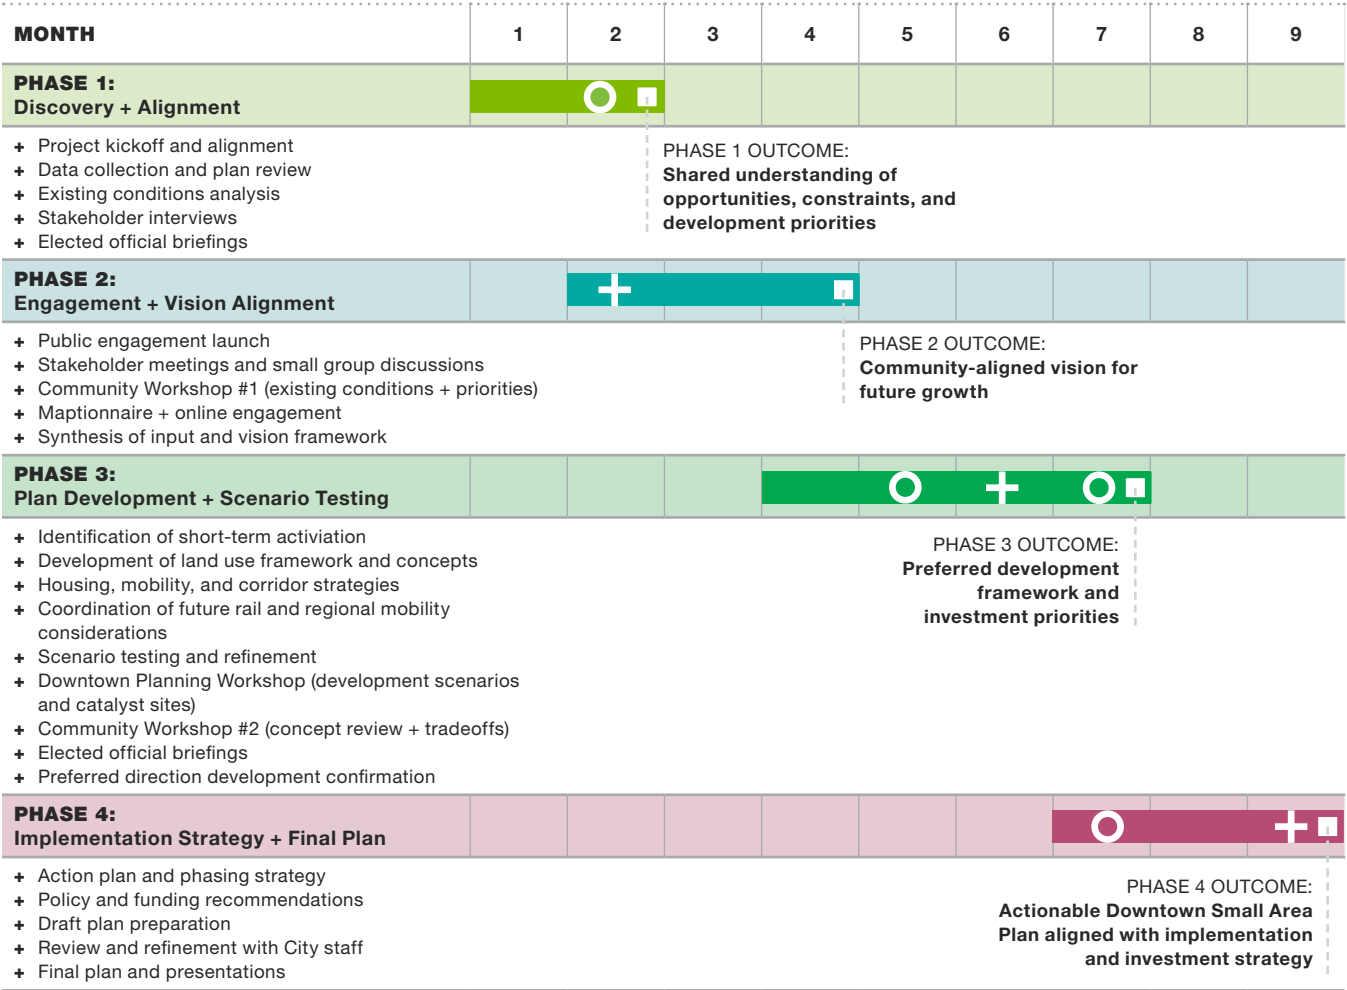 MONTH 1 2 3 4 5 6 7 8 9
PHASE 1:
Discovery + Alignment
+ Project kickoff and alignment
+ Data collection and plan review
+ Existing conditions analysis
+ Stakeholder interviews
+ Elected official briefings
PHASE 1 OUTCOME:
Shared understanding of
opportunities, constraints, and
development priorities
PHASE 2:
Engagement + Vision Alignment
+ Public engagement launch
+ Stakeholder meetings and small group discussions
+ Community Workshop #1 (existing conditions + priorities)
+ Maptionnaire + online engagement
+ Synthesis of input and vision framework
PHASE 2 OUTCOME:
Community-aligned vision for
future growth
PHASE 3:
Plan Development + Scenario Testing
+ Identification of short-term activiation
+ Development of land use framework and concepts
+ Housing, mobility, and corridor strategies
+ Coordination of future rail and regional mobility
considerations
+ Scenario testing and refinement
+ Downtown Planning Workshop (development scenarios
and catalyst sites)
+ Community Workshop #2 (concept review + tradeoffs)
+ Elected official briefings
+ Preferred direction development confirmation
PHASE 3 OUTCOME:
Preferred development
framework and
investment priorities
PHASE 4:
Implementation Strategy + Final Plan
+ Action plan and phasing strategy
+ Policy and funding recommendations
+ Draft plan preparation
+ Review and refinement with City staff
+ Final plan and presentations
PHASE 4 OUTCOME:
Actionable Downtown Small Area
Plan aligned with implementation
and investment strategy